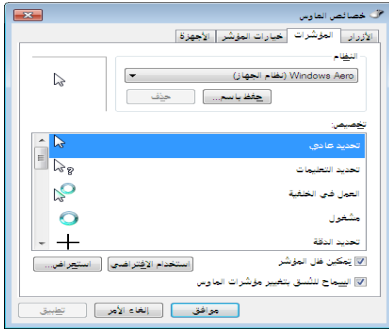 خصائص الماوس
الأزرار المؤشرات خيارات المؤشر الأجهزة
النظام
Windows Aero (نظام الجهاز)
حفظ باسم... حذف
تخصيص:
تحديد عادي
تحديد التعليمات
العمل في الخلفية
مشغول
تحديد الدقة
تمكين ظل المؤشر استخدام الافتراضي استعراض...
السماح للنسق بتغيير مؤشرات الماوس
موافق إلغاء الأمر تطبيق